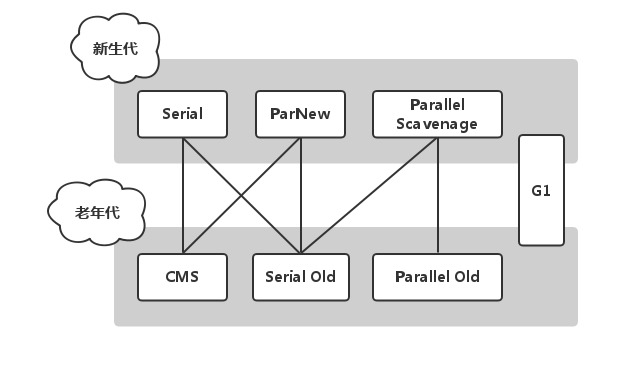 新生代
Serial
ParNew
Parallel
Scavenage
G1
老年代
CMS
Serial Old
Parallel Old